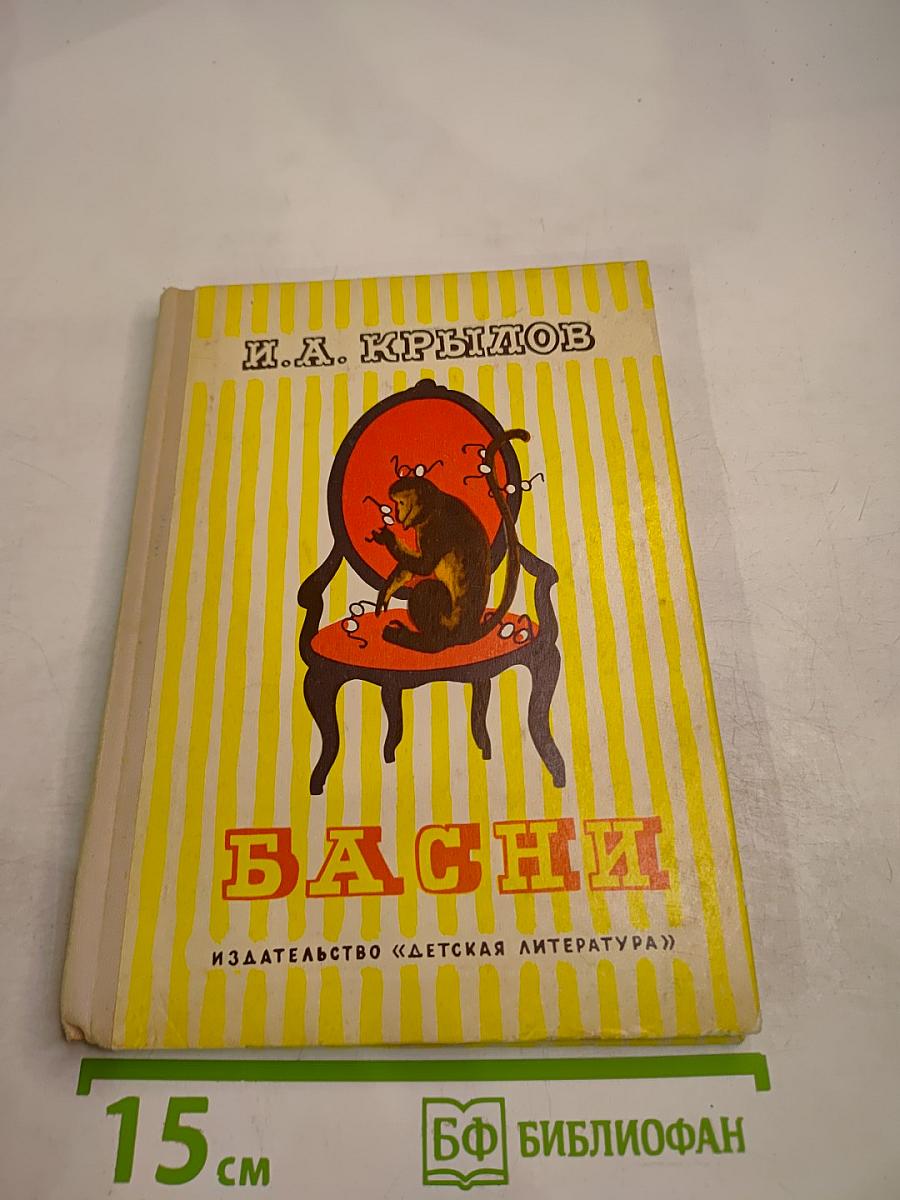 И.А. КРЫЛОВ
БАСНИ
ИЗДАТЕЛЬСТВО «ДЕТСКАЯ ЛИТЕРАТУРА»
15 см
БФ БИБЛИОФАН